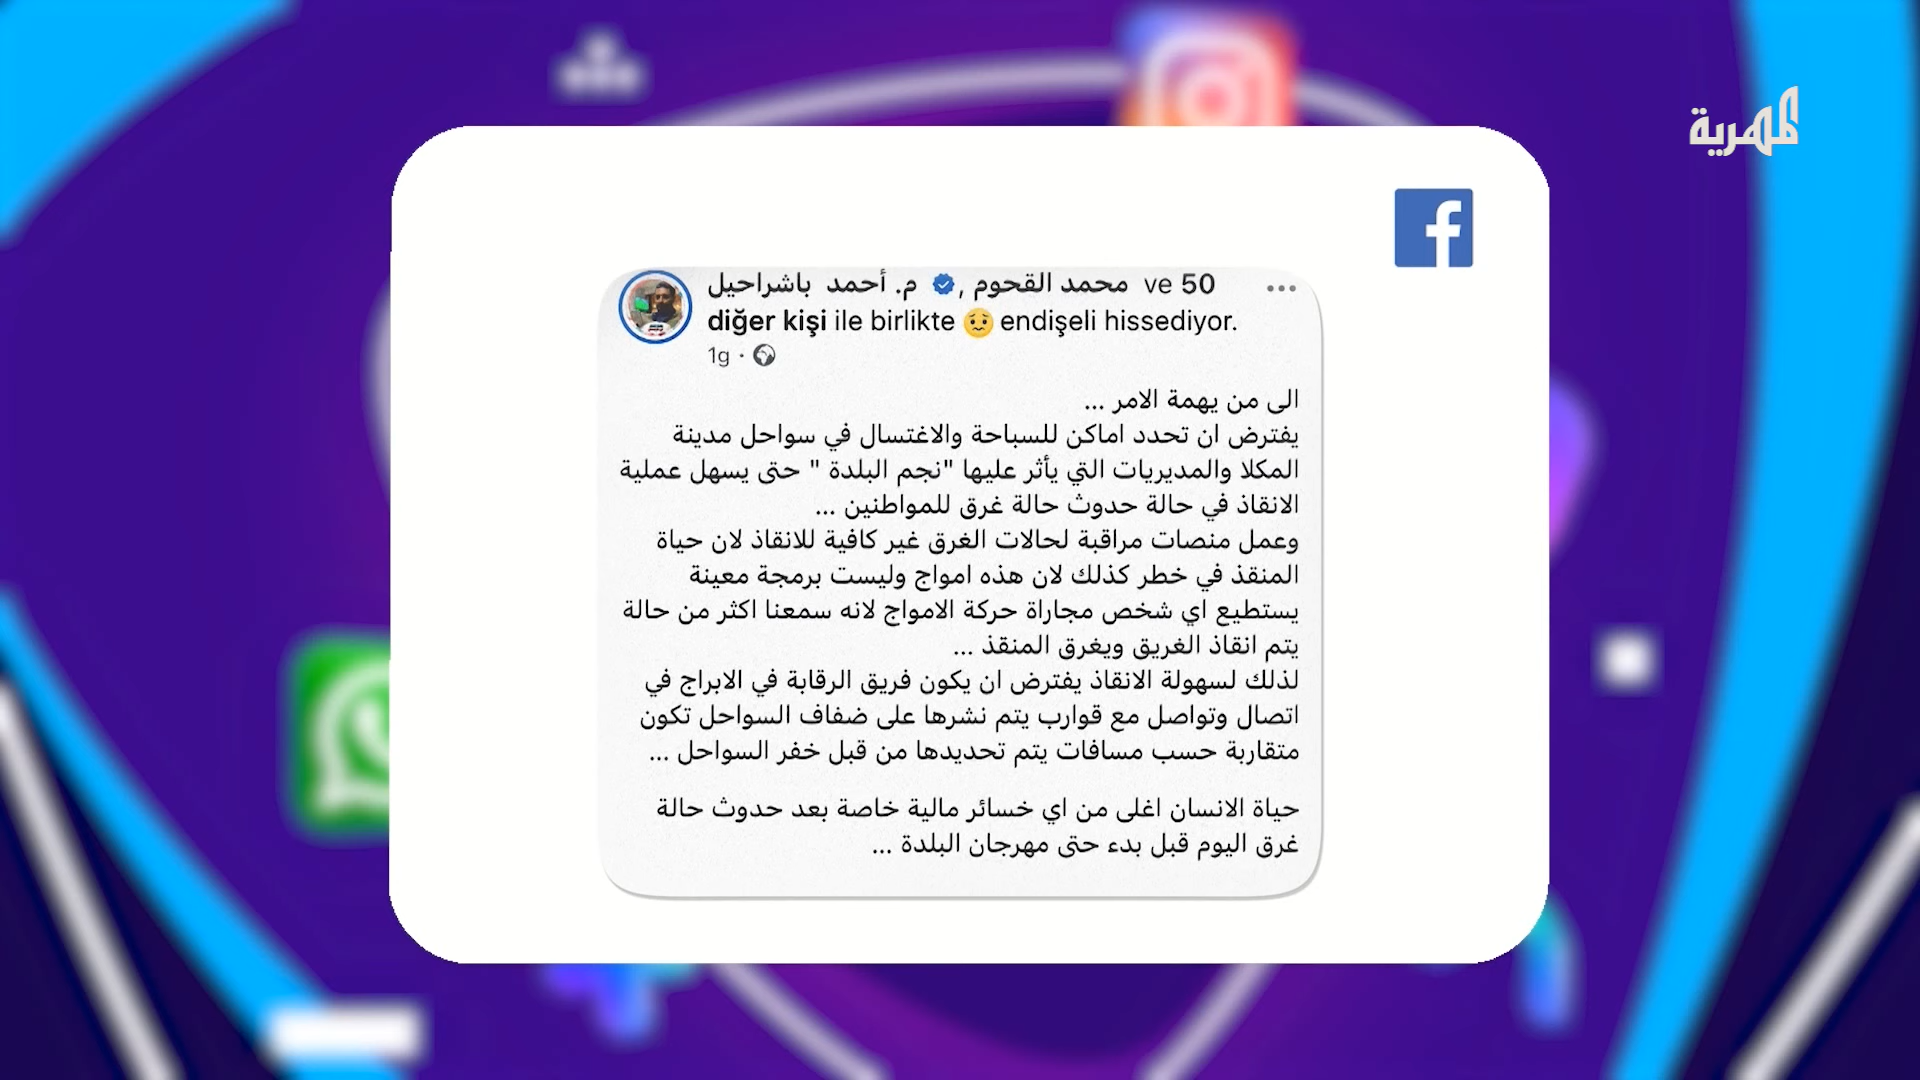 المهرية
محمد القحوم ,م. أحمد باشراحيل ve 50
diğer kişi ile birlikte 😟 endişeli hissediyor.
1g ·
الى من يهمة الامر ...
يفترض ان تحدد اماكن للسباحة والاغتسال في سواحل مدينة
المكلا والمديريات التي يأثر عليها "نجم البلدة " حتى يسهل عملية
الانقاذ في حالة حدوث حالة غرق للمواطنين ...
وعمل منصات مراقبة لحالات الغرق غير كافية للانقاذ لان حياة
المنقذ في خطر كذلك لان هذه امواج وليست برمجة معينة
يستطيع اي شخص مجاراة حركة الامواج لانه سمعنا اكثر من حالة
يتم انقاذ الغريق ويغرق المنقذ ...
لذلك لسهولة الانقاذ يفترض ان يكون فريق الرقابة في الابراج في
اتصال وتواصل مع قوارب يتم نشرها على ضفاف السواحل تكون
متقاربة حسب مسافات يتم تحديدها من قبل خفر السواحل ...
حياة الانسان اغلى من اي خسائر مالية خاصة بعد حدوث حالة
غرق اليوم قبل بدء حتى مهرجان البلدة ...